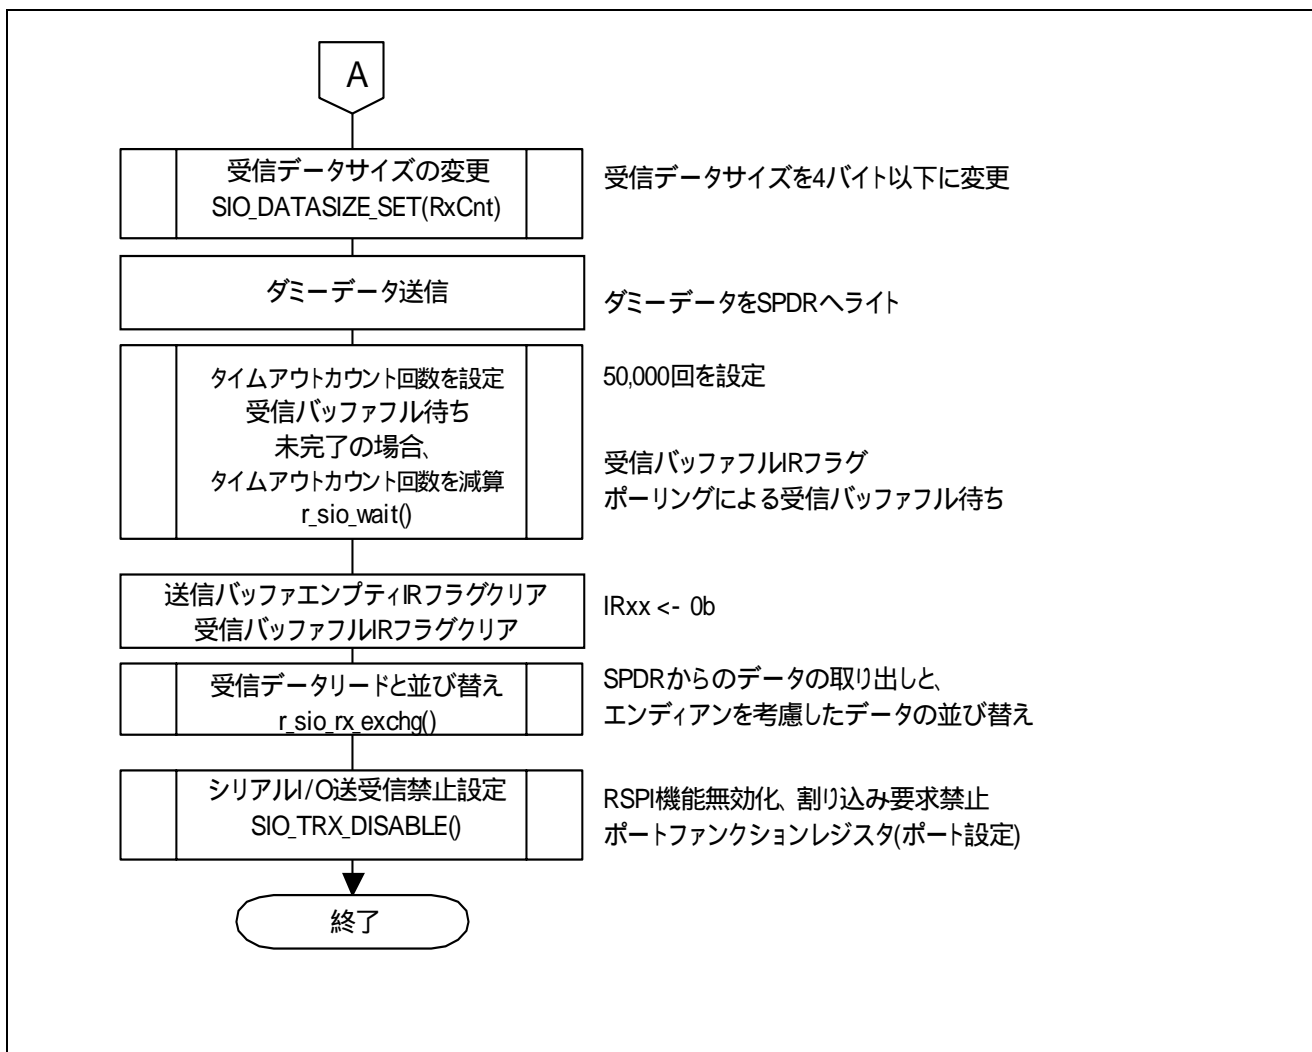 A
受信データサイズの変更
SIO_DATASIZE_SET(RxCnt)
受信データサイズを4バイト以下に変更
ダミーデータ送信
ダミーデータをSPDRへライト
タイムアウトカウント回数を設定
受信バッファフル待ち
未完了の場合、
タイムアウトカウント回数を減算
r_sio_wait()
50,000回を設定
受信バッファフルIRフラグ
ポーリングによる受信バッファフル待ち
送信バッファエンプティIRフラグクリア
受信バッファフルIRフラグクリア
IRxx <- 0b
受信データリードと並び替え
r_sio_rx_exchg()
SPDRからのデータの取り出しと、
エンディアンを考慮したデータの並び替え
シリアルI/O送受信禁止設定
SIO_TRX_DISABLE()
RSPI機能無効化、割り込み要求禁止
ポートファンクションレジスタ(ポート設定)
終了